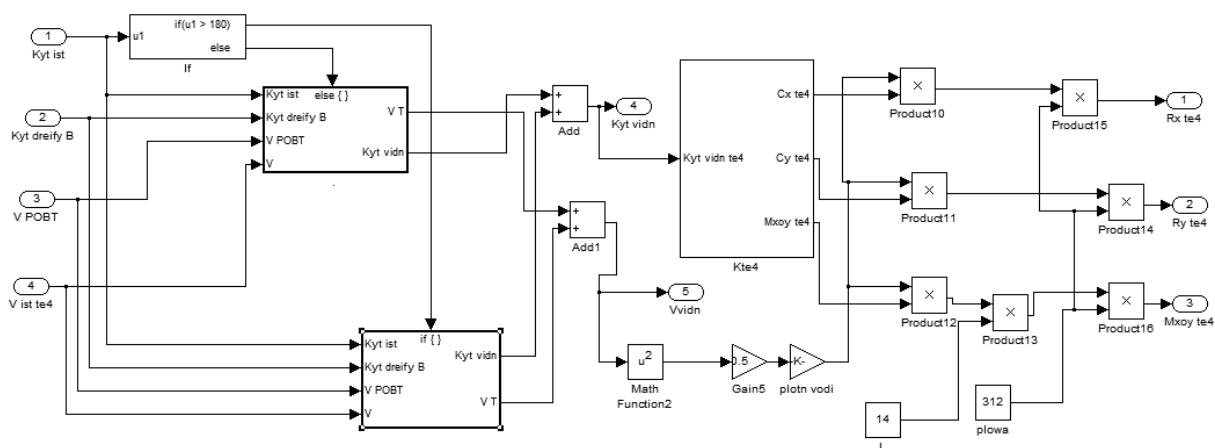 1
Kyt ist
u1
if(u1 > 180)
else
If
2
Kyt dreify B
3
V POBT
4
V ist te4
else { }
Kyt ist
Kyt dreify B
V POBT
V
V T
Kyt vidn
if { }
Kyt ist
Kyt dreify B
V POBT
V
Kyt vidn
V T
+
+
Add
4
Kyt vidn
+
+
Add1
5
Vvidn
u²
Math
Function2
0.5
Gain5
-K-
plotn vodi
Kyt vidn te4
Cx te4
Cy te4
Mxoy te4
Kte4
×
Product10
×
Product11
×
Product12
×
Product13
×
Product15
×
Product14
×
Product16
1
Rx te4
2
Ry te4
3
Mxoy te4
14
312
plowa